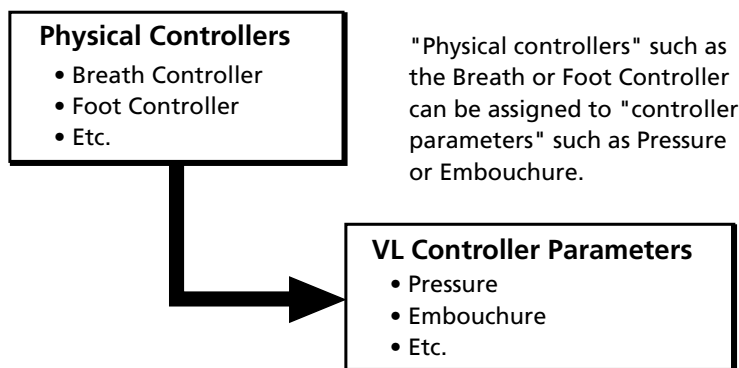 Physical Controllers
• Breath Controller
• Foot Controller
• Etc.
"Physical controllers" such as
the Breath or Foot Controller
can be assigned to "controller
parameters" such as Pressure
or Embouchure.
VL Controller Parameters
• Pressure
• Embouchure
• Etc.